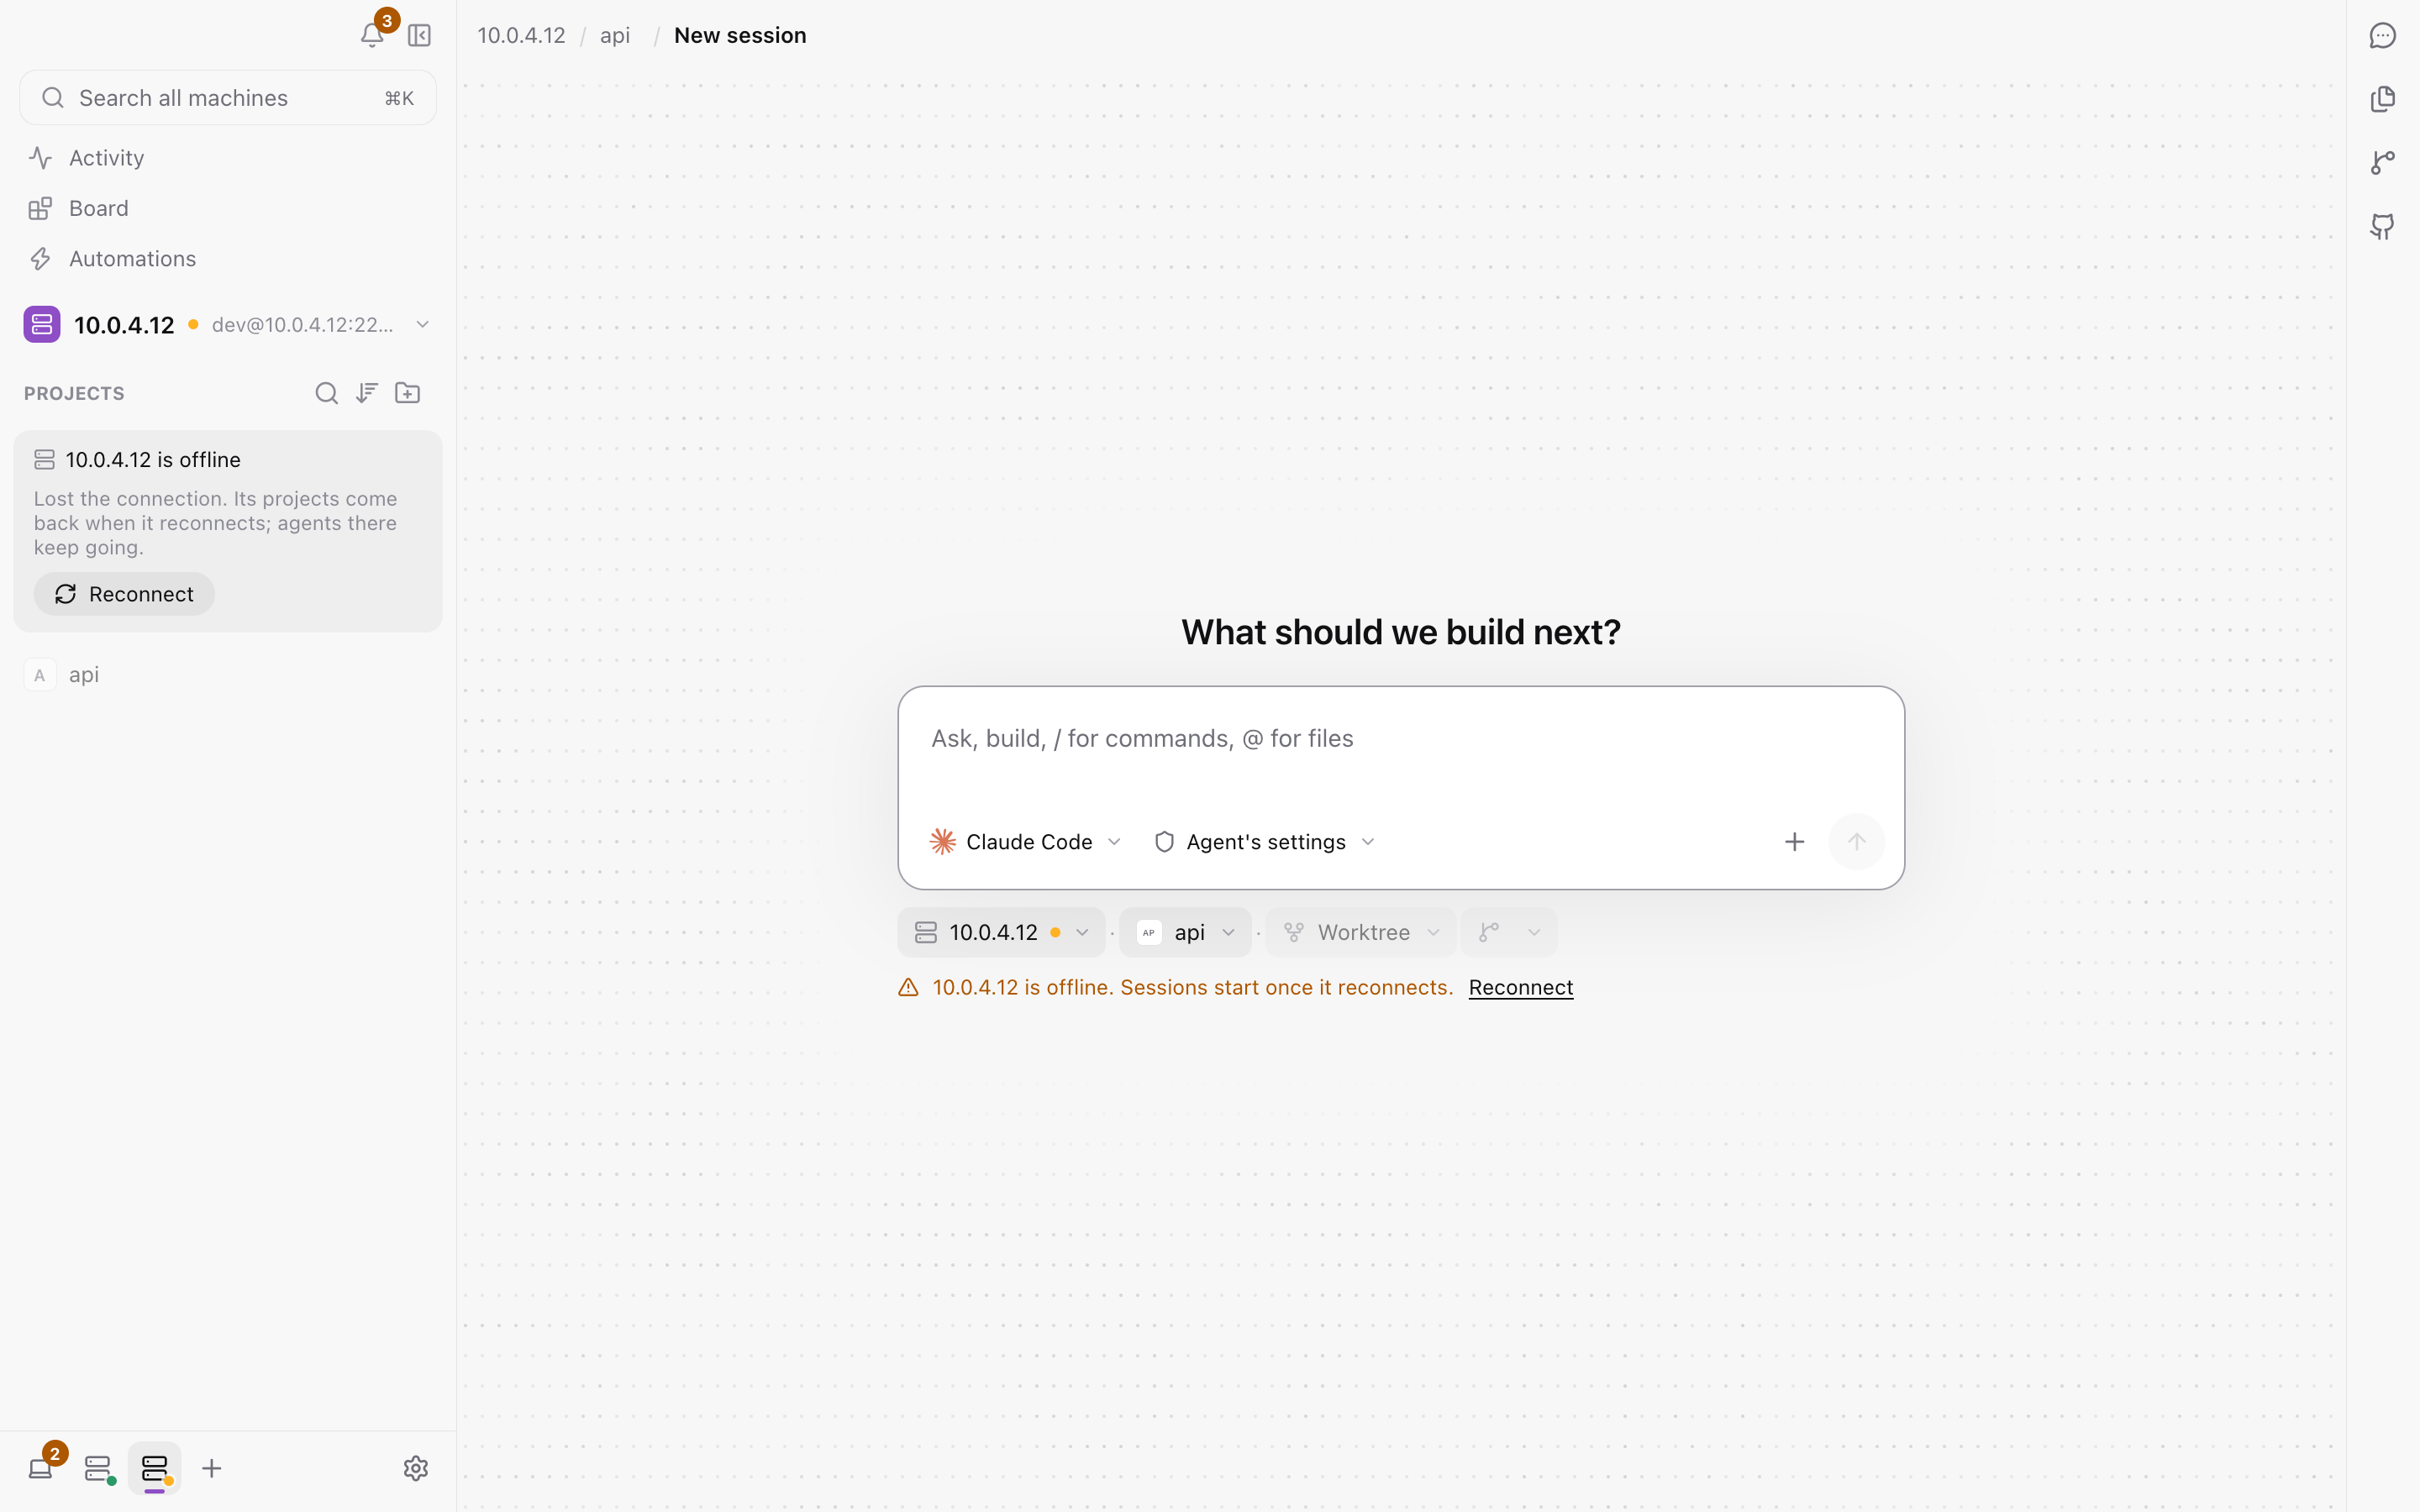 3
10.0.4.12 / api / New session
Search all machines ⌘K
Activity
Board
Automations
10.0.4.12 dev@10.0.4.12:22...
PROJECTS
10.0.4.12 is offline
Lost the connection. Its projects come
back when it reconnects; agents there
keep going.
Reconnect
A api
What should we build next?
Ask, build, / for commands, @ for files
Claude Code Agent's settings
10.0.4.12 · AP api · Worktree
10.0.4.12 is offline. Sessions start once it reconnects. Reconnect
2